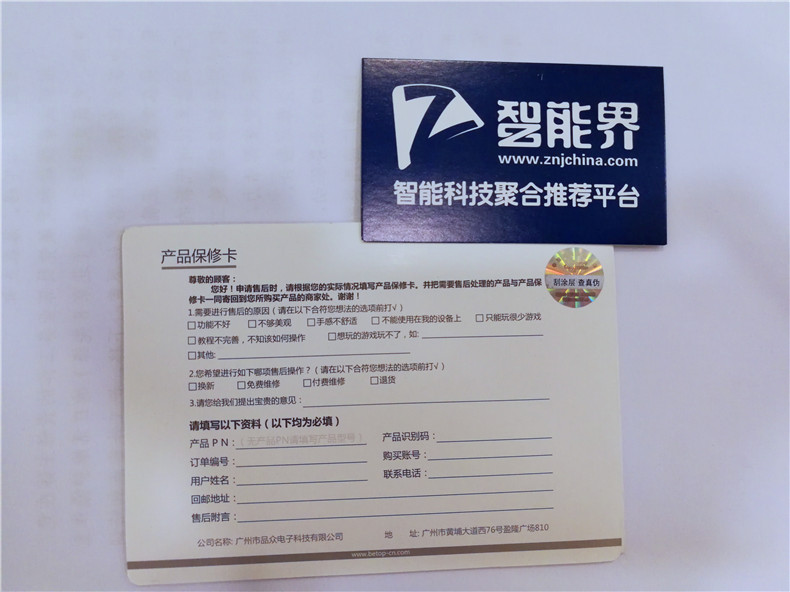 智能界
www.znjchina.com
智能科技聚合推荐平台
产品保修卡
刮涂层 查真伪
尊敬的顾客：
您好！申请售后时，请根据您的实际情况填写产品保修卡。并把需要售后处理的产品与产品保
修卡一同寄回到您所购买产品的商家处。谢谢！
1.需要进行售后的原因（请在以下合符您想法的选项前打√）
□功能不好 □不够美观 □手感不舒适 □不能使用在我的设备上 □只能玩很少游戏
□教程不完善，不知该如何操作 □想玩的游戏玩不了，如:
□其他:
2.您希望进行如下哪项售后操作？（请在以下合符您想法的选项前打√）
□换新 □免费维修 □付费维修 □退货
3.请您给我们提出宝贵的意见：
请填写以下资料（以下均为必填）
产品 P N：（无产品PN请填写产品型号） 产品识别码：
订单编号： 购买账号：
用户姓名： 联系电话：
回邮地址：
售后附言：
公司名称: 广州市品众电子科技有限公司 地 址: 广州市黄埔大道西76号盈隆广场810
www.betop-cn.com